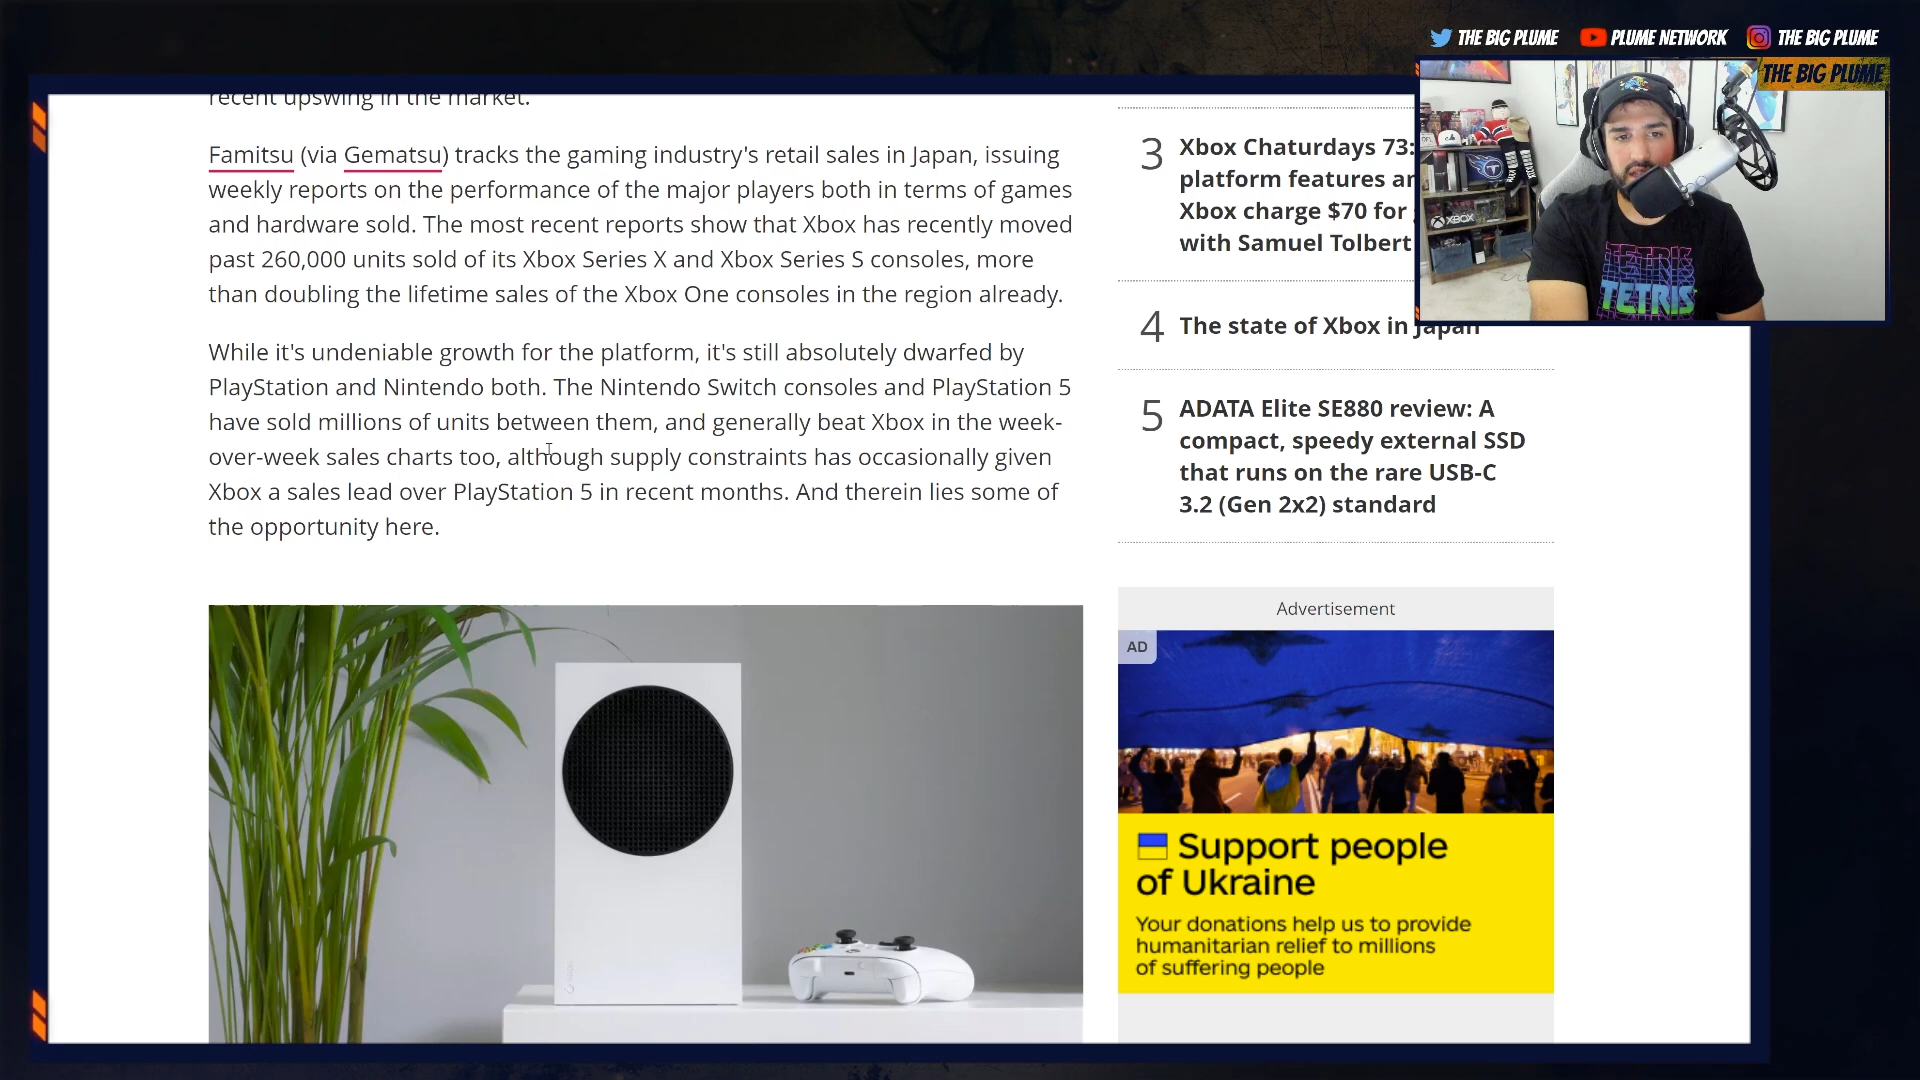 THE BIG PLUME PLUME NETWORK THE BIG PLUME
THE BIG PLUME
recent upswing in the market.
Famitsu (via Gematsu) tracks the gaming industry's retail sales in Japan, issuing
weekly reports on the performance of the major players both in terms of games
and hardware sold. The most recent reports show that Xbox has recently moved
past 260,000 units sold of its Xbox Series X and Xbox Series S consoles, more
than doubling the lifetime sales of the Xbox One consoles in the region already.
While it's undeniable growth for the platform, it's still absolutely dwarfed by
PlayStation and Nintendo both. The Nintendo Switch consoles and PlayStation 5
have sold millions of units between them, and generally beat Xbox in the week-
over-week sales charts too, although supply constraints has occasionally given
Xbox a sales lead over PlayStation 5 in recent months. And therein lies some of
the opportunity here.
3 Xbox Chaturdays 73:
platform features
Xbox charge $70 for
with Samuel Tolbert
4 The state of Xbox in Japan
5 ADATA Elite SE880 review: A
compact, speedy external SSD
that runs on the rare USB-C
3.2 (Gen 2x2) standard
Advertisement
AD
Support people
of Ukraine
Your donations help us to provide
humanitarian relief to millions
of suffering people
XBOX
TETRIS
TETRIS